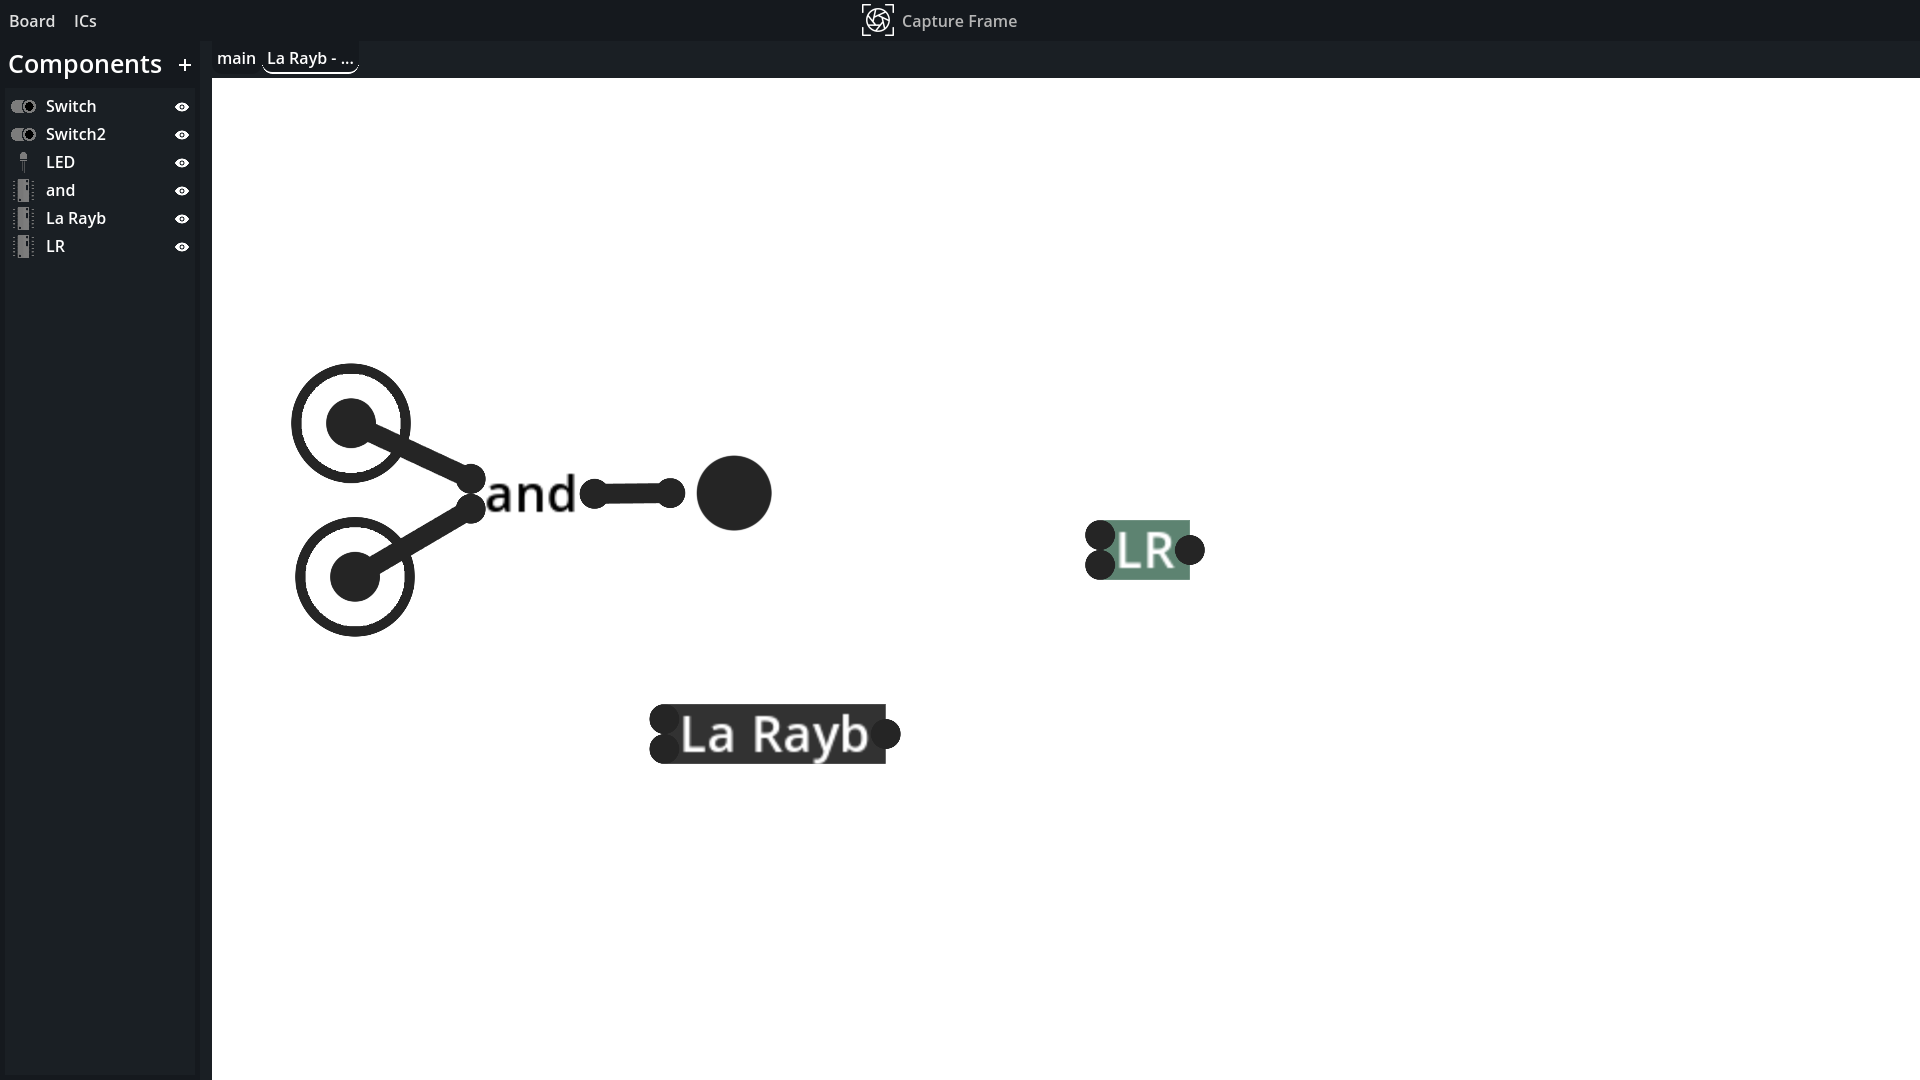 Board ICs
Capture Frame
Components +
main La Rayb - ...
Switch
Switch2
LED
and
La Rayb
LR
and
LR
La Rayb